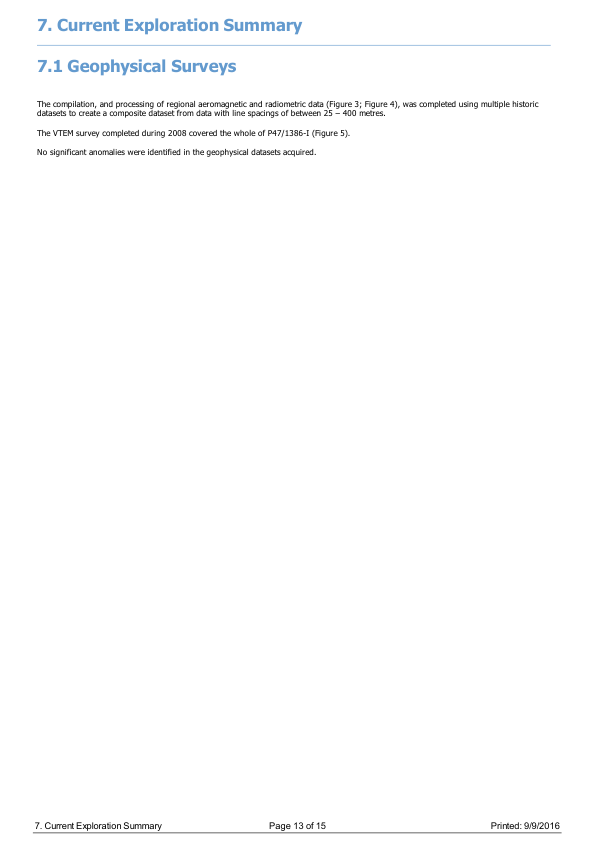 7. Current Exploration Summary
7.1 Geophysical Surveys
The compilation, and processing of regional aeromagnetic and radiometric data (Figure 3; Figure 4), was completed using multiple historic
datasets to create a composite dataset from data with line spacings of between 25 – 400 metres.
The VTEM survey completed during 2008 covered the whole of P47/1386-I (Figure 5).
No significant anomalies were identified in the geophysical datasets acquired.
7. Current Exploration Summary Page 13 of 15 Printed: 9/9/2016